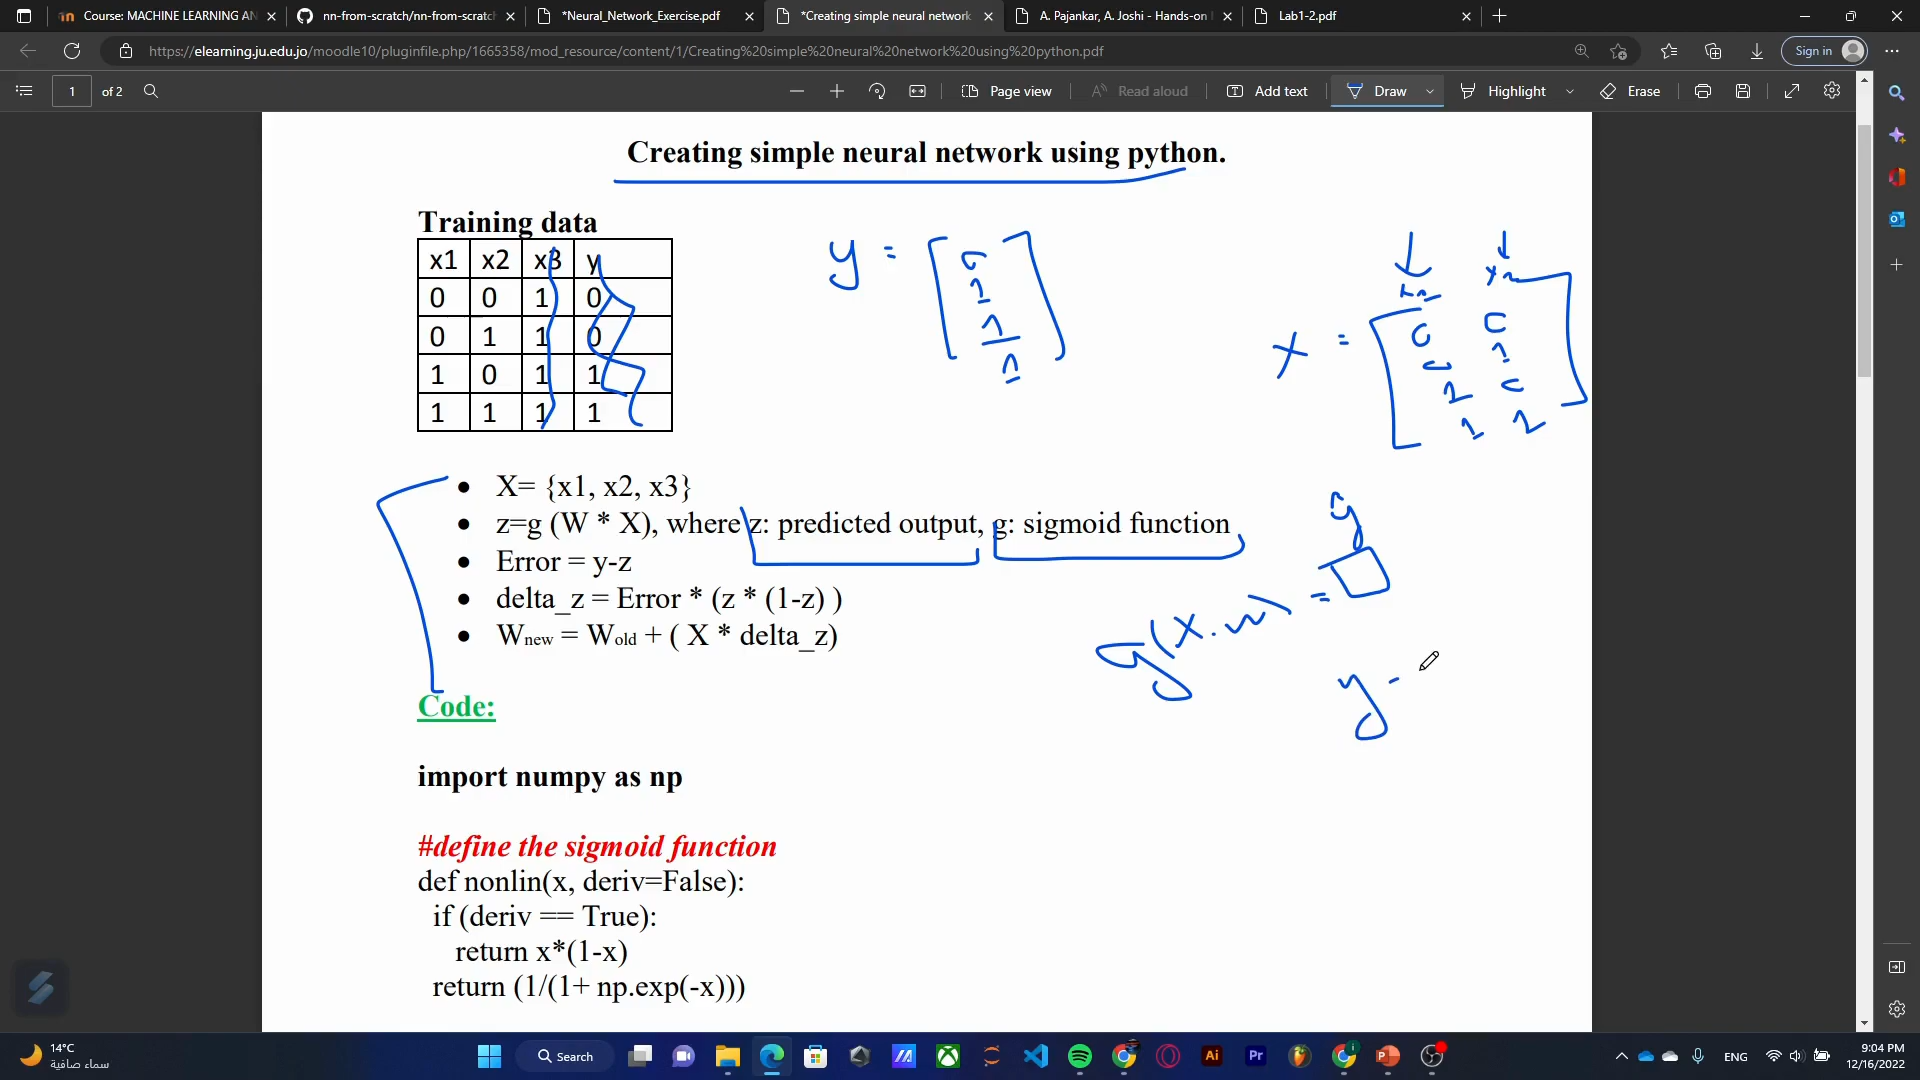 Course: MACHINE LEARNING AN
nn-from-scratch/nn-from-scratch
*Neural_Network_Exercise.pdf
*Creating simple neural network
A. Pajankar, A. Joshi - Hands-on
Lab1-2.pdf
https://elearning.ju.edu.jo/moodle10/pluginfile.php/1665358/mod_resource/content/1/Creating%20simple%20neural%20network%20using%20python.pdf
Sign in
1 of 2
Page view
Read aloud
Add text
Draw
Highlight
Erase
Creating simple neural network using python.
Training data
x1 x2 x3 y
0 0 1 0
0 1 1 0
1 0 1 1
1 1 1 1
y =
X =
• X= {x1, x2, x3}
• z=g (W * X), where z: predicted output, g: sigmoid function
• Error = y-z
• delta_z = Error * (z * (1-z) )
• Wnew = Wold + ( X * delta_z)
g(X.w) = ŷ
y -
Code:
import numpy as np
#define the sigmoid function
def nonlin(x, deriv=False):
if (deriv == True):
return x*(1-x)
return (1/(1+ np.exp(-x)))
14°C
سماء صافية
Search
Ai
Pr
ENG
9:04 PM
12/16/2022